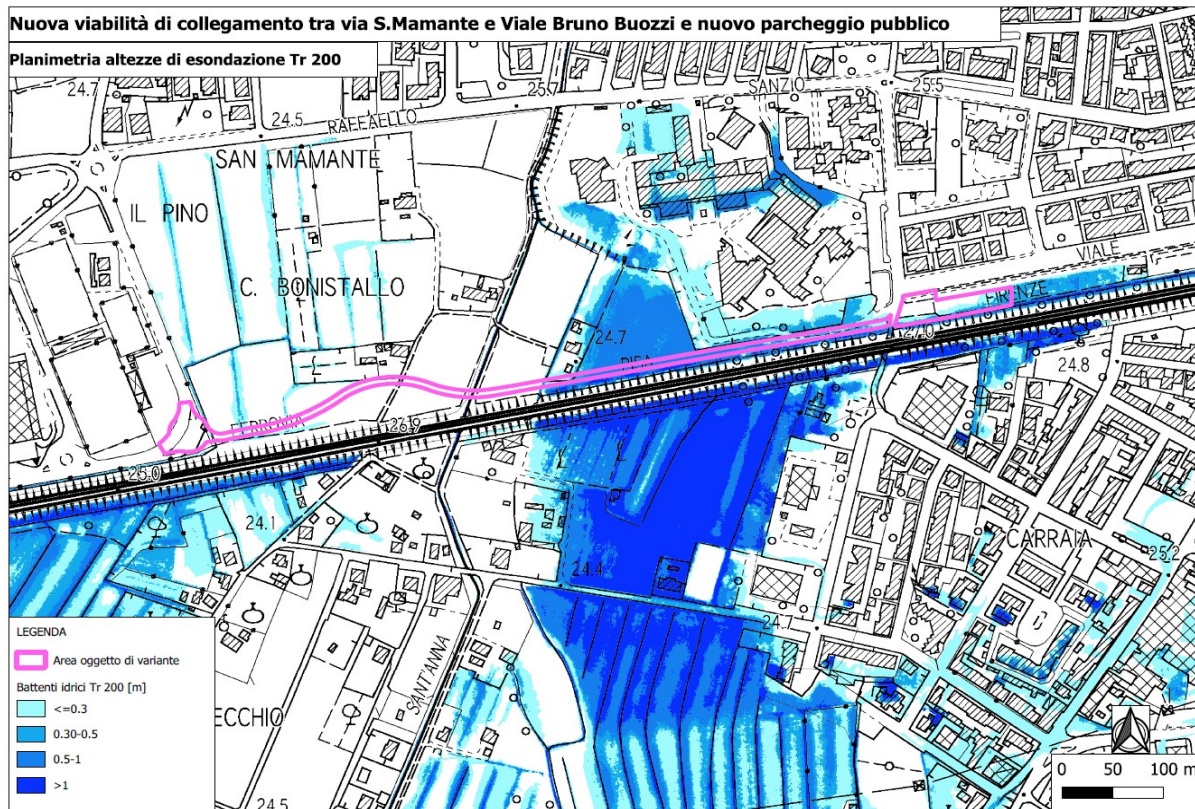 Nuova viabilità di collegamento tra via S.Mamante e Viale Bruno Buozzi e nuovo parcheggio pubblico
Planimetria altezze di esondazione Tr 200
24.7
25.7
SANZIO
25.5
24.5
RAFFAELLO
SAN MAMANTE
IL PINO
VIALE
C. BONISTALLO
FIRENZE
24.7
27.0
PISA
24.8
FERROVIA
26.9
25.0
24.1
CARRAIA
25.2
24.4
24.7
LEGENDA
Area oggetto di variante
Battenti idrici Tr 200 [m]
<=0.3
0.30-0.5
0.5-1
>1
SANT'ANNA
ECCHIO
24.5
0 50 100 m